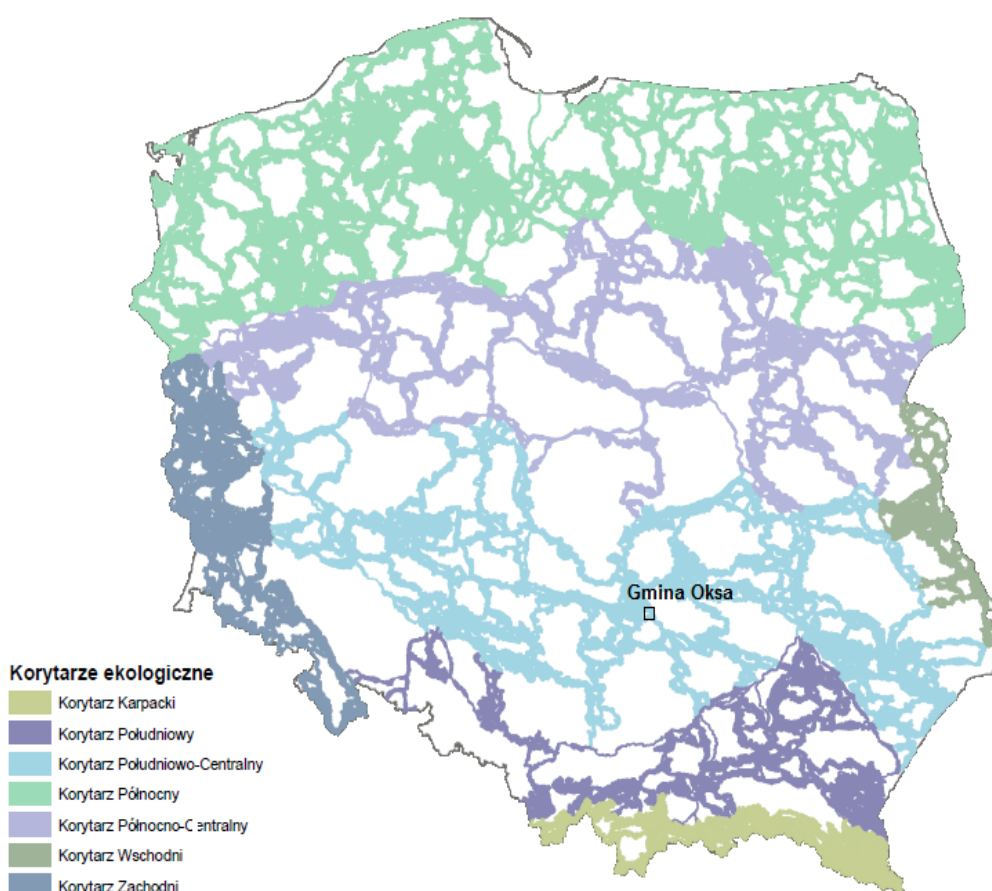 Gmina Oksa
Korytarze ekologiczne
Korytarz Karpacki
Korytarz Południowy
Korytarz Południowo-Centralny
Korytarz Północny
Korytarz Północno-Centralny
Korytarz Wschodni
Korytarz Zachodni